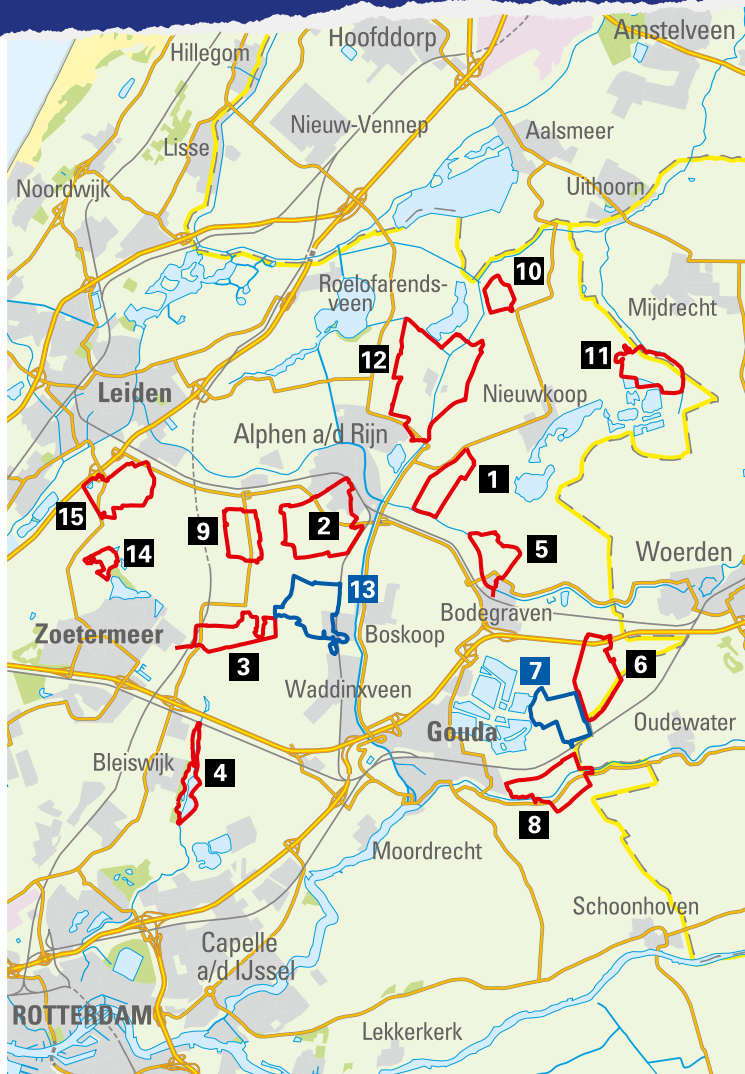 Amstelveen
Hoofddorp
Hillegom
Nieuw-Vennep
Aalsmeer
Lisse
Noordwijk
Uithoorn
10
Roelofarends-
veen
Mijdrecht
12
11
Leiden
Nieuwkoop
Alphen a/d Rijn
1
15
9
2
5
14
Woerden
13
Bodegraven
Zoetermeer
Boskoop
3
7
6
Waddinxveen
Gouda
Oudewater
Bleiswijk
4
8
Moordrecht
Schoonhoven
Capelle
a/d IJssel
ROTTERDAM
Lekkerkerk